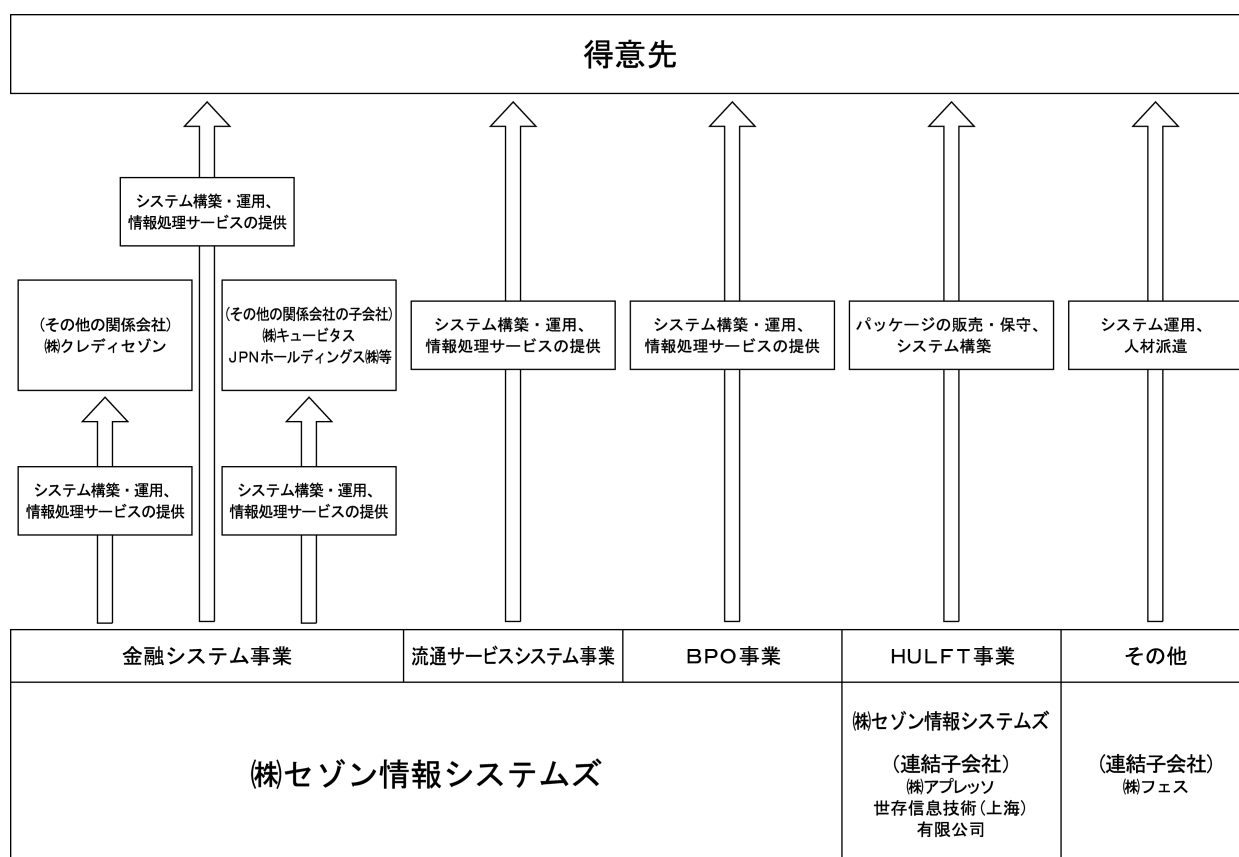 得意先
システム構築・運用、
情報処理サービスの提供
(その他の関係会社)
㈱クレディセゾン
(その他の関係会社の子会社)
㈱キュービタス
JPNホールディングス㈱等
システム構築・運用、
情報処理サービスの提供
システム構築・運用、
情報処理サービスの提供
パッケージの販売・保守、
システム構築
システム運用、
人材派遣
システム構築・運用、
情報処理サービスの提供
システム構築・運用、
情報処理サービスの提供
金融システム事業
流通サービスシステム事業
BPO事業
HULFT事業
その他
㈱セゾン情報システムズ
㈱セゾン情報システムズ
(連結子会社)
㈱アプレッソ
世存信息技術(上海)
有限公司
(連結子会社)
㈱フェス